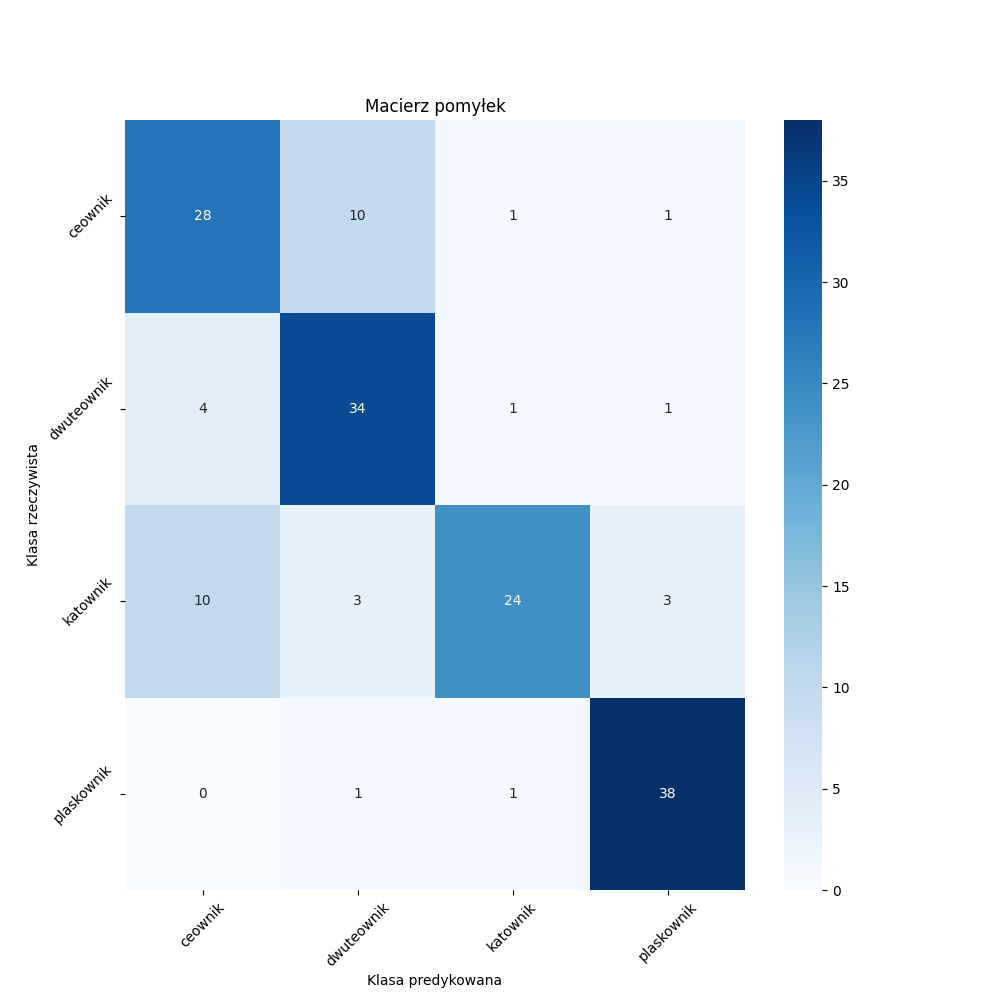 Macierz pomyłek
Klasa rzeczywista
ceownik
28 10 1 1
dwuteownik
4 34 1 1
katownik
10 3 24 3
plaskownik
0 1 1 38
ceownik dwuteownik katownik plaskownik
Klasa predykowana
35
30
25
20
15
10
5
0